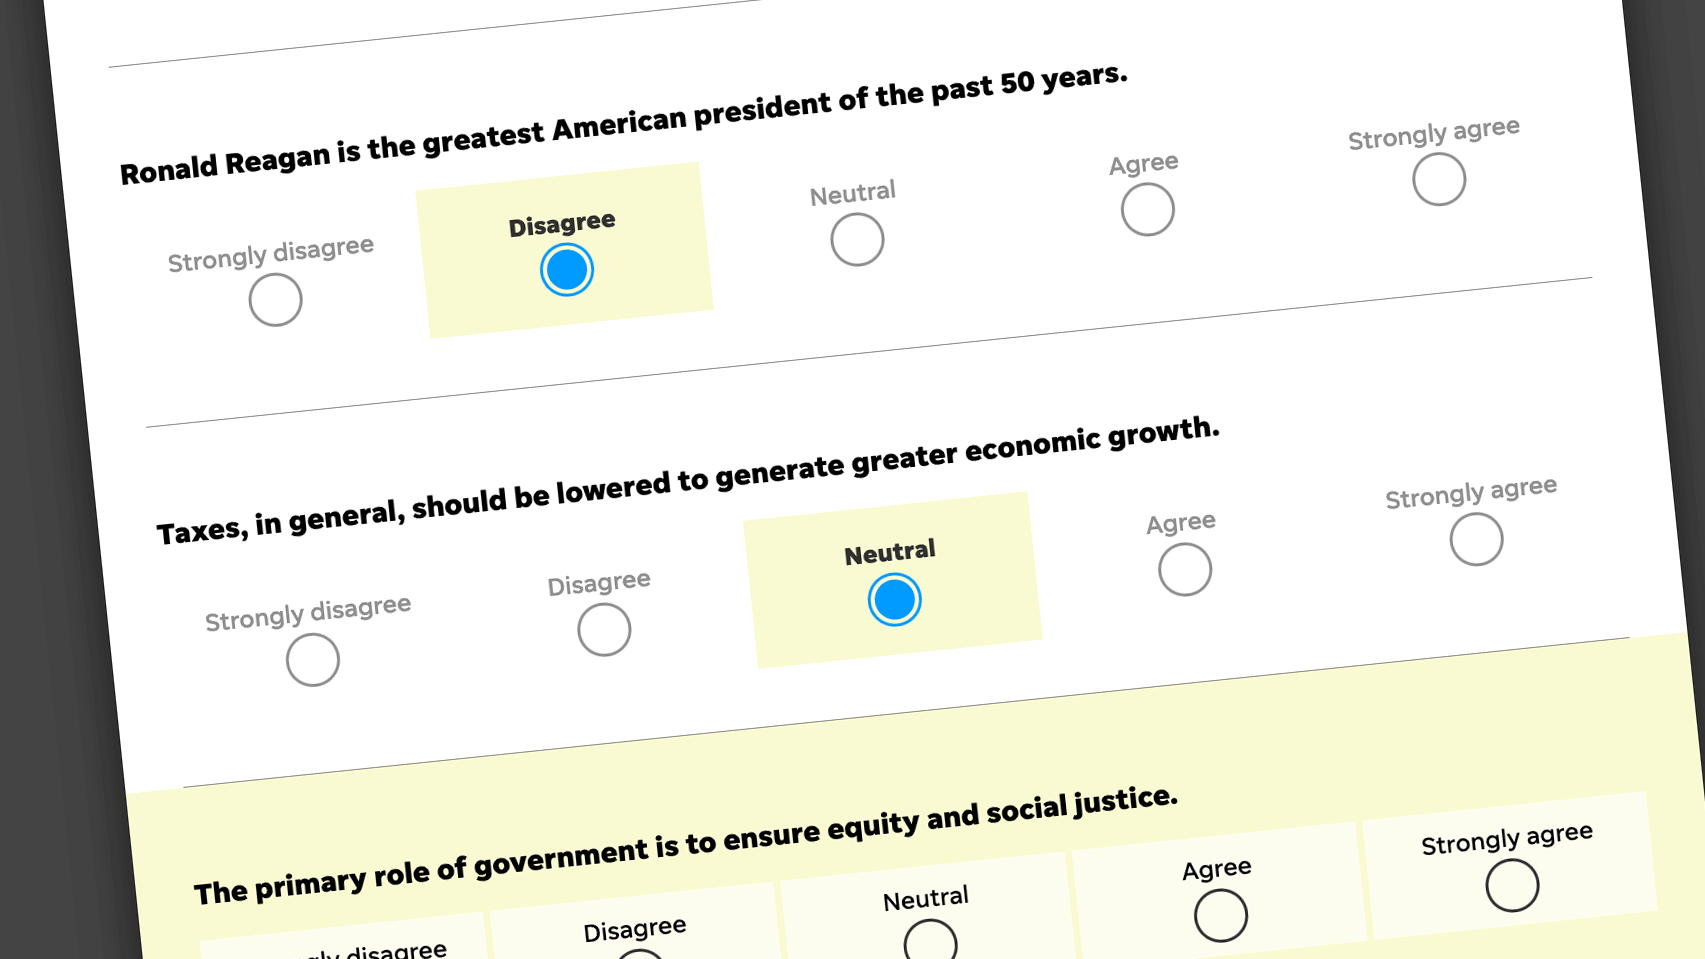 Ronald Reagan is the greatest American president of the past 50 years.
Strongly disagree Disagree Neutral Agree Strongly agree
Taxes, in general, should be lowered to generate greater economic growth.
Strongly disagree Disagree Neutral Agree Strongly agree
The primary role of government is to ensure equity and social justice.
disagree Disagree Neutral Agree Strongly agree